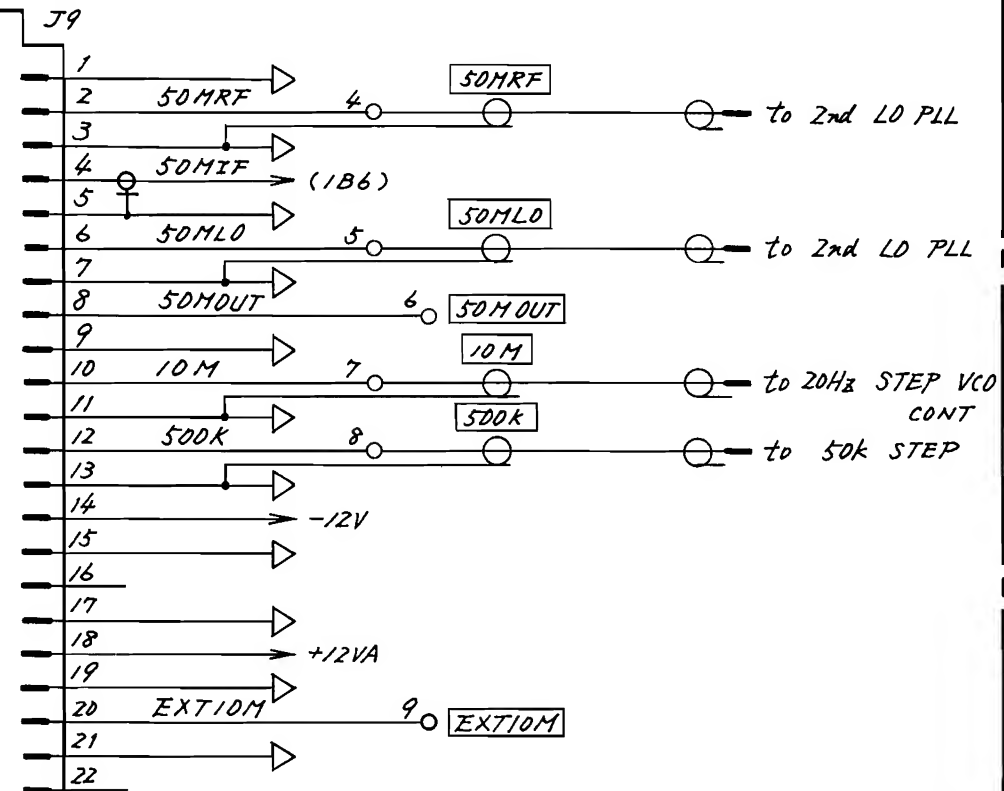 J9
1
50MRF
2 50MRF 4 to 2nd LO PLL
3
4 50MIF (1B6)
5
50MLO
6 50MLO 5 to 2nd LO PLL
7
8 50MOUT 6 50MOUT
9
10M
10 10M 7 to 20Hz STEP VCO
CONT
11
500K
12 500K 8 to 50k STEP
13
14 -12V
15
16
17
18 +12VA
19
20 EXT10M 9 EXT10M
21
22